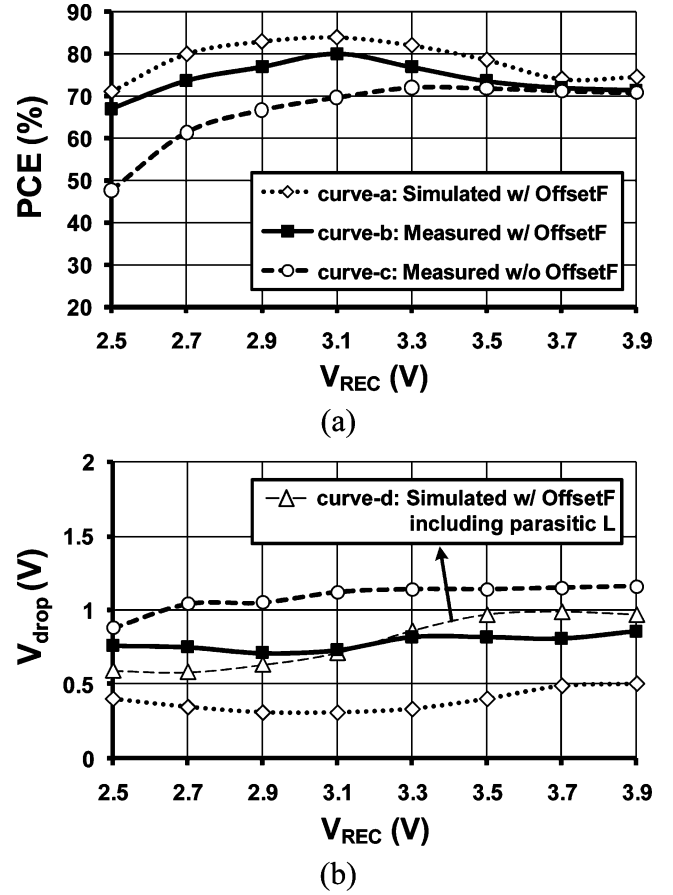 90
80
70
60
50
40
30
20
PCE (%)
curve-a: Simulated w/ OffsetF
curve-b: Measured w/ OffsetF
curve-c: Measured w/o OffsetF
2.5 2.7 2.9 3.1 3.3 3.5 3.7 3.9
VREC (V)
(a)
2
1.5
1
0.5
0
Vdrop (V)
curve-d: Simulated w/ OffsetF
including parasitic L
2.5 2.7 2.9 3.1 3.3 3.5 3.7 3.9
VREC (V)
(b)